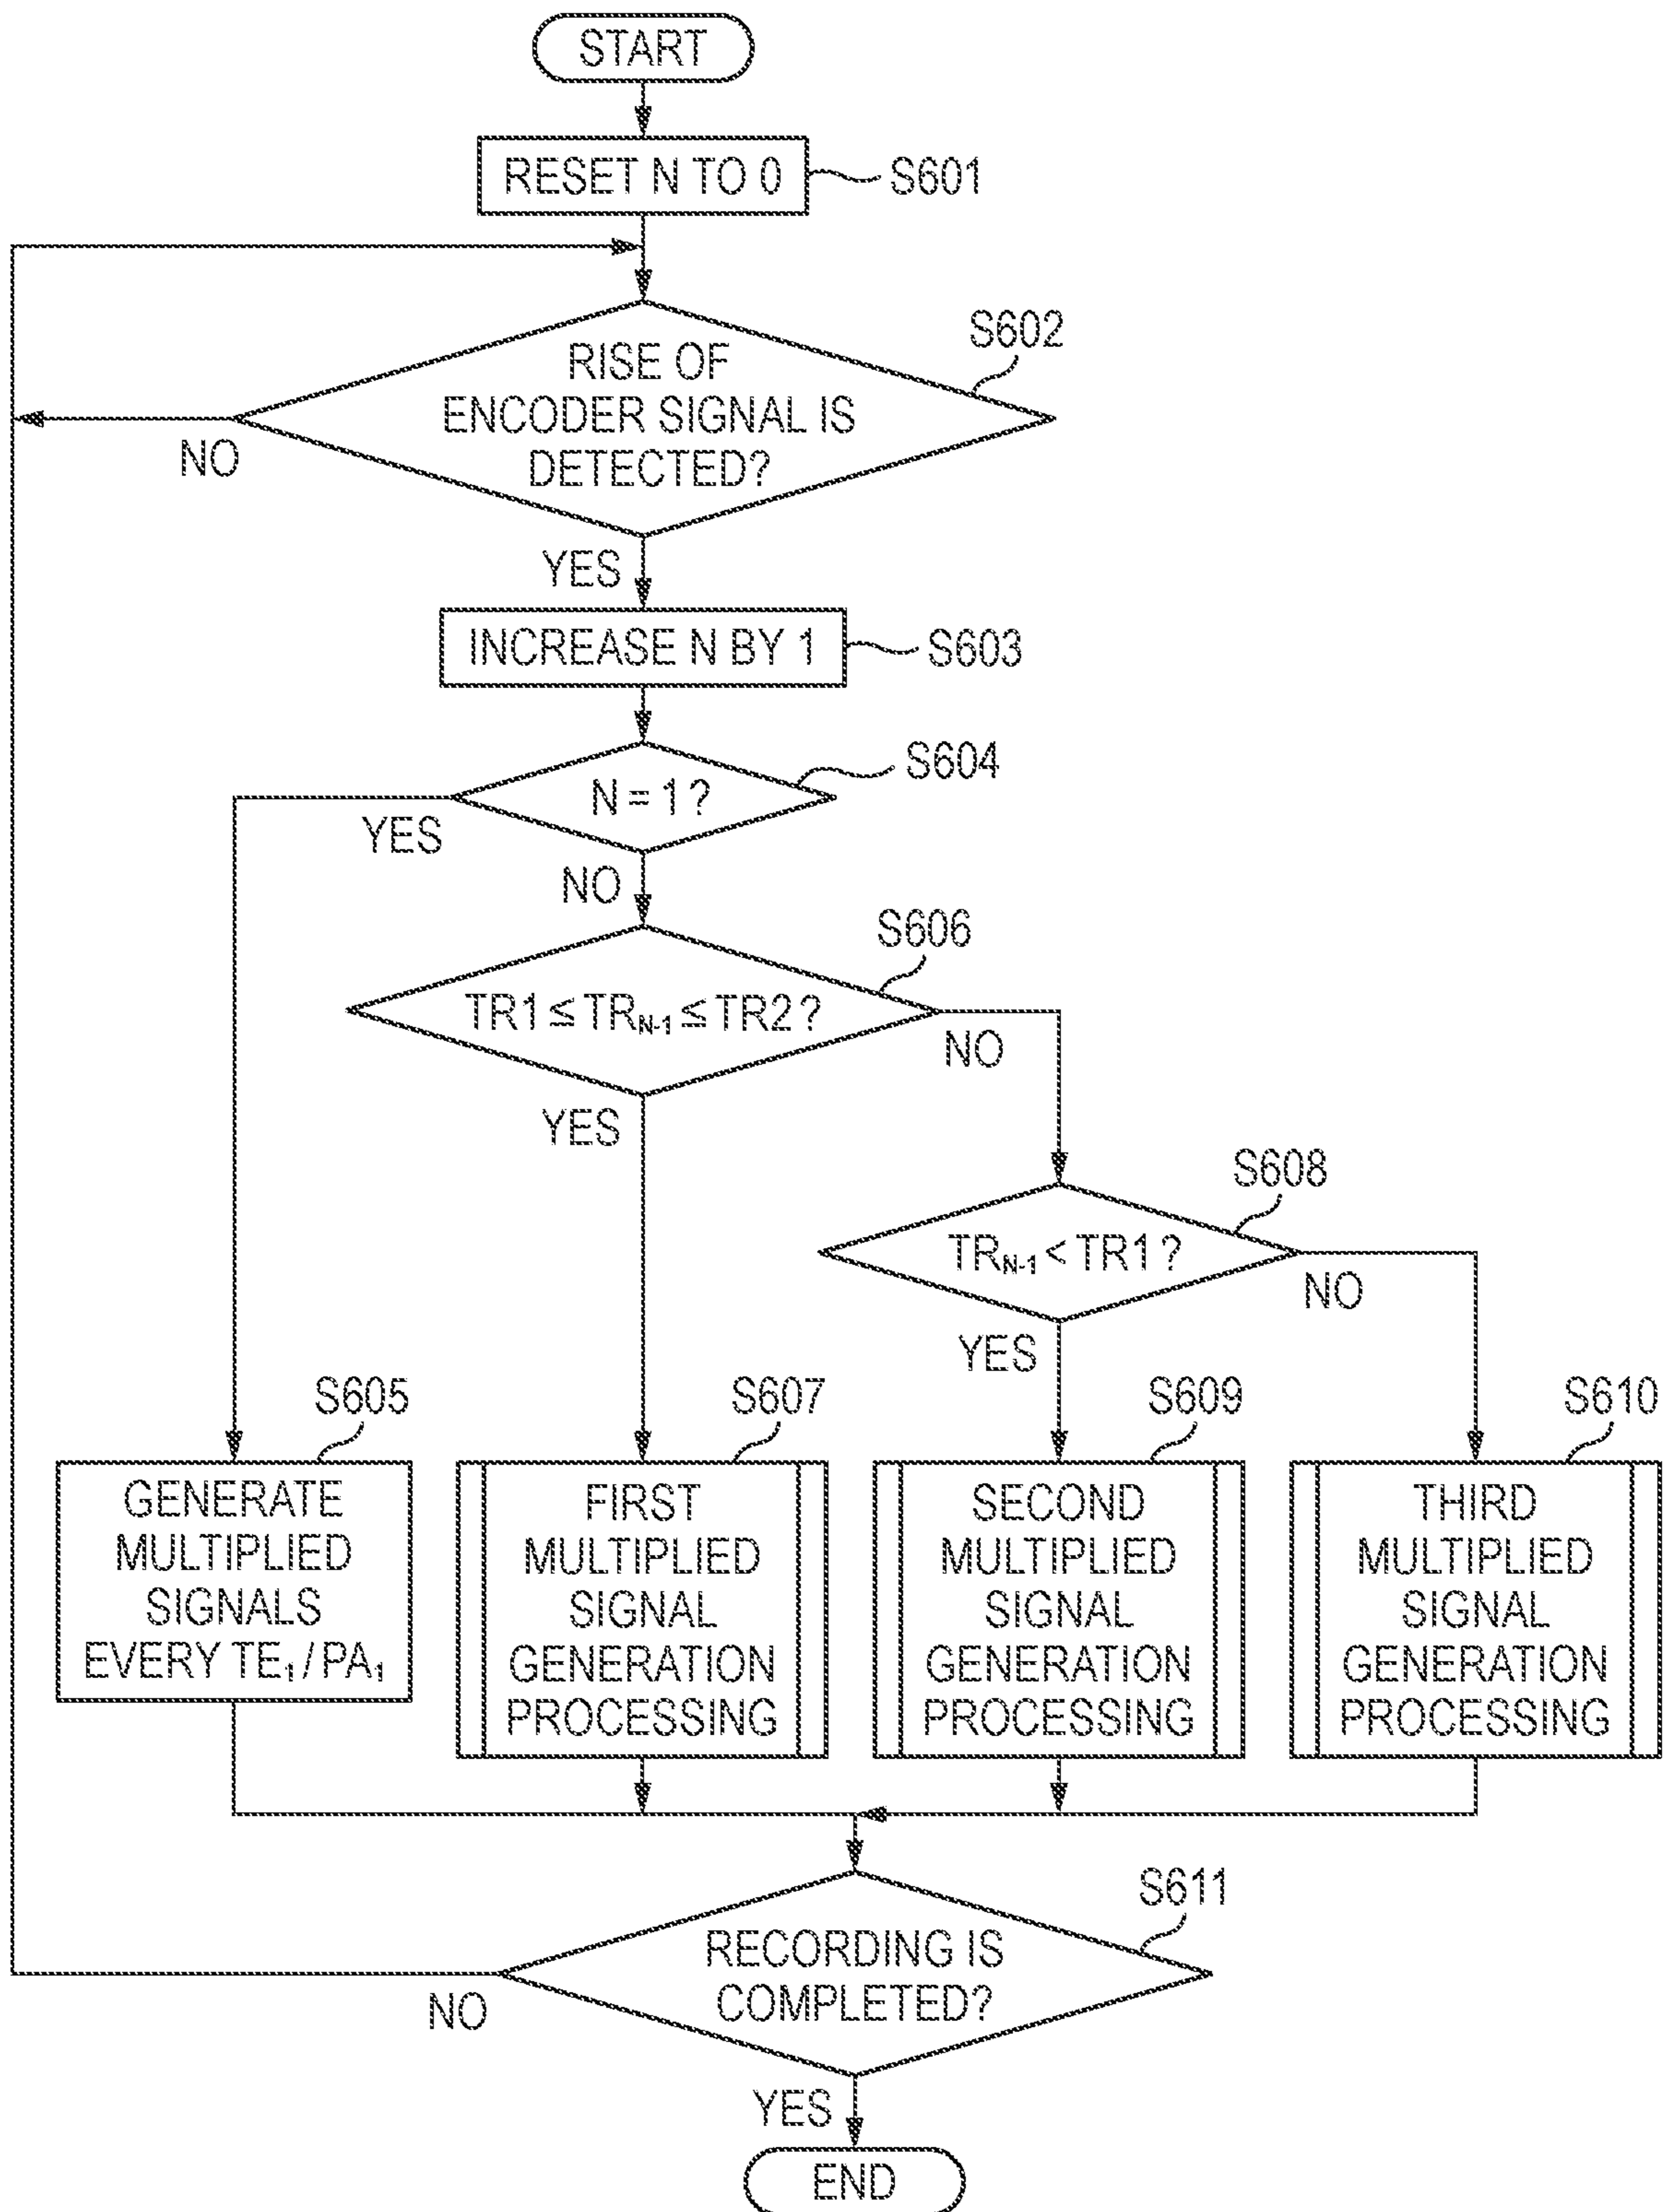 START
RESET N TO 0
S601
S602
RISE OF
ENCODER SIGNAL IS
DETECTED?
NO
YES
INCREASE N BY 1
S603
S604
N = 1 ?
YES
NO
S606
TR1 ≦ TRN-1 ≦ TR2 ?
NO
YES
S608
TRN-1 < TR1 ?
NO
YES
S605
GENERATE
MULTIPLIED
SIGNALS
EVERY TE1 / PA1
S607
FIRST
MULTIPLIED
SIGNAL
GENERATION
PROCESSING
S609
SECOND
MULTIPLIED
SIGNAL
GENERATION
PROCESSING
S610
THIRD
MULTIPLIED
SIGNAL
GENERATION
PROCESSING
S611
RECORDING IS
COMPLETED?
NO
YES
END